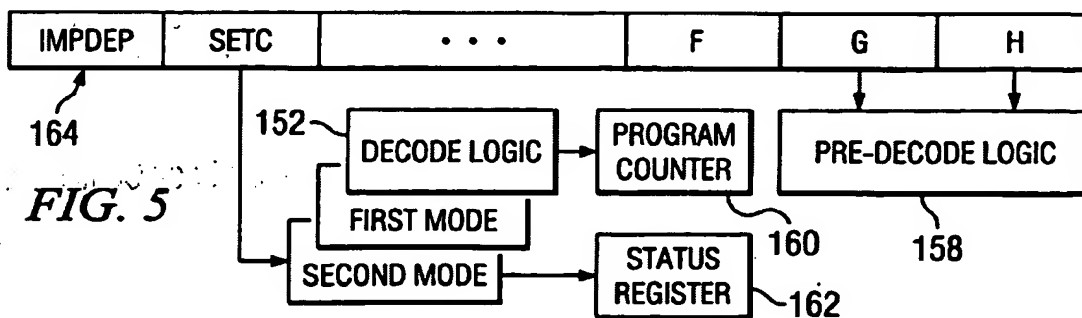 IMPDEP SETC • • • F G H
164
152
DECODE LOGIC
PROGRAM COUNTER
PRE-DECODE LOGIC
FIG. 5
FIRST MODE
160
158
SECOND MODE
STATUS REGISTER
162